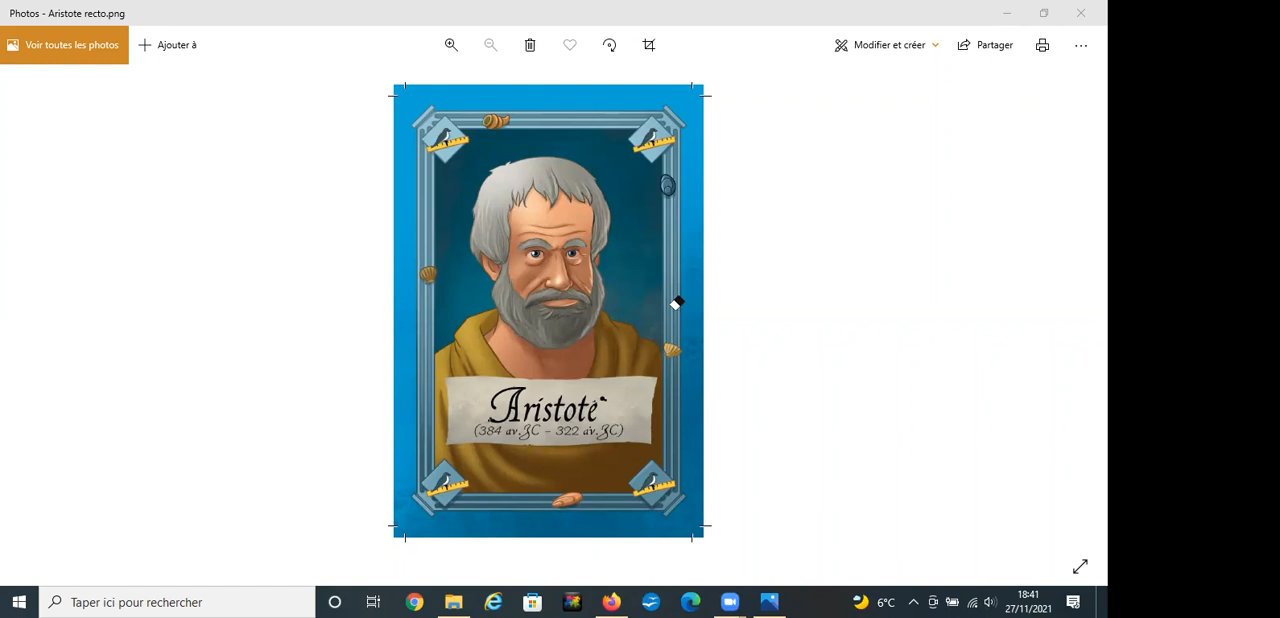 Photos - Aristote recto.png
Voir toutes les photos
Ajouter à
Modifier et créer
Partager
Aristote
(384 av.JC - 322 av.JC)
Taper ici pour rechercher
6°C
18:41
27/11/2021